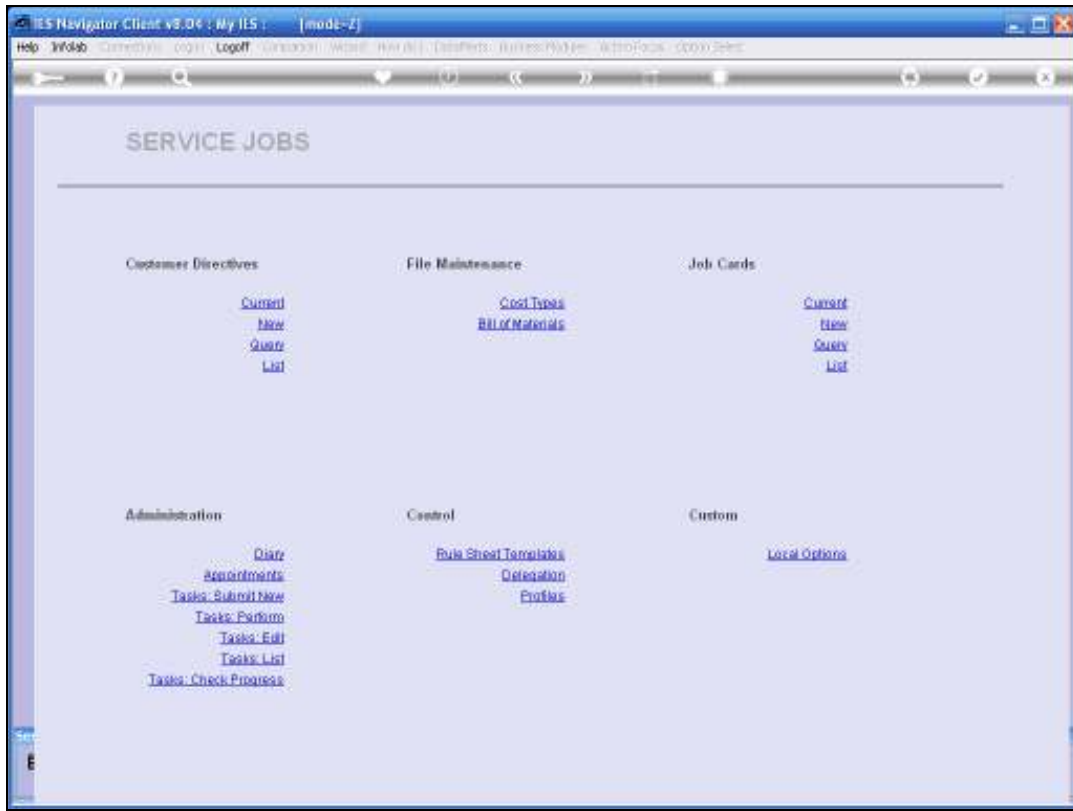 IES Navigator Client v8.04 : My IES : [mode-Z]
Help Infolab Logoff
SERVICE JOBS
Customer Directives File Maintenance Job Cards
Current Cost Types Current
New Bill of Materials New
Query Query
List List
Administration Control Custom
Diary Rule Sheet Templates Local Options
Appointments Delegation
Tasks: Submit New Profiles
Tasks: Perform
Tasks: Edit
Tasks: List
Tasks: Check Progress